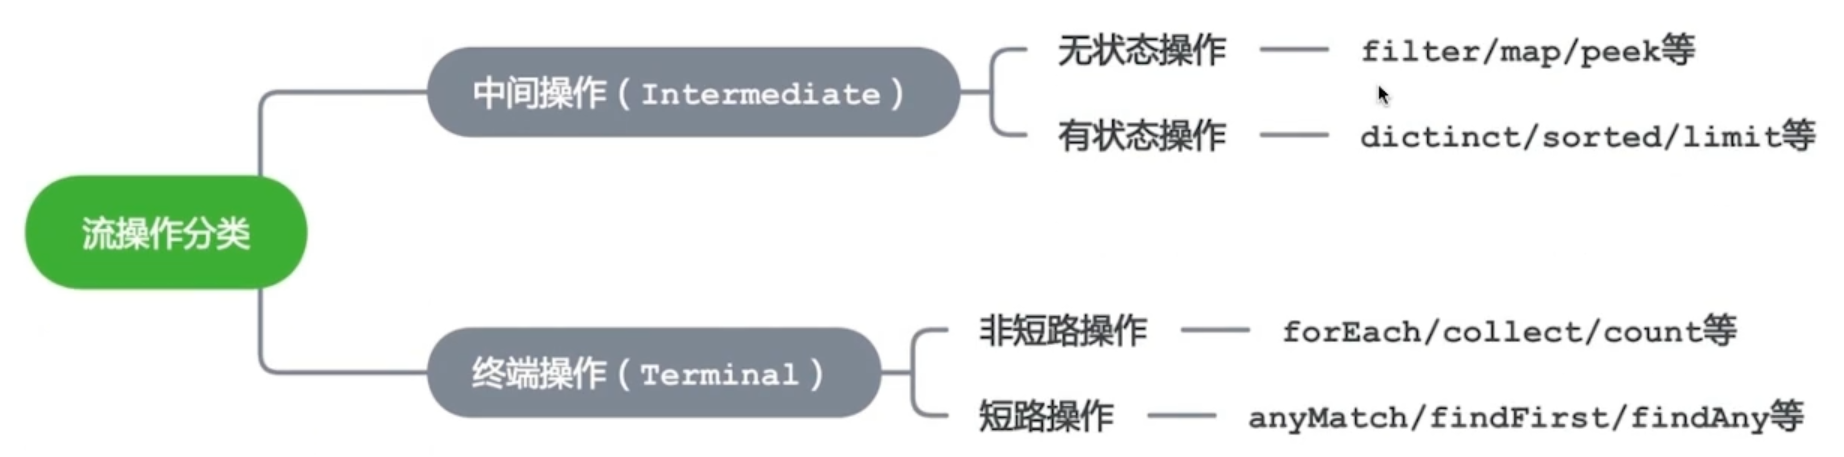 流操作分类
中间操作（Intermediate）
无状态操作
filter/map/peek等
有状态操作
dictinct/sorted/limit等
终端操作（Terminal）
非短路操作
forEach/collect/count等
短路操作
anyMatch/findFirst/findAny等